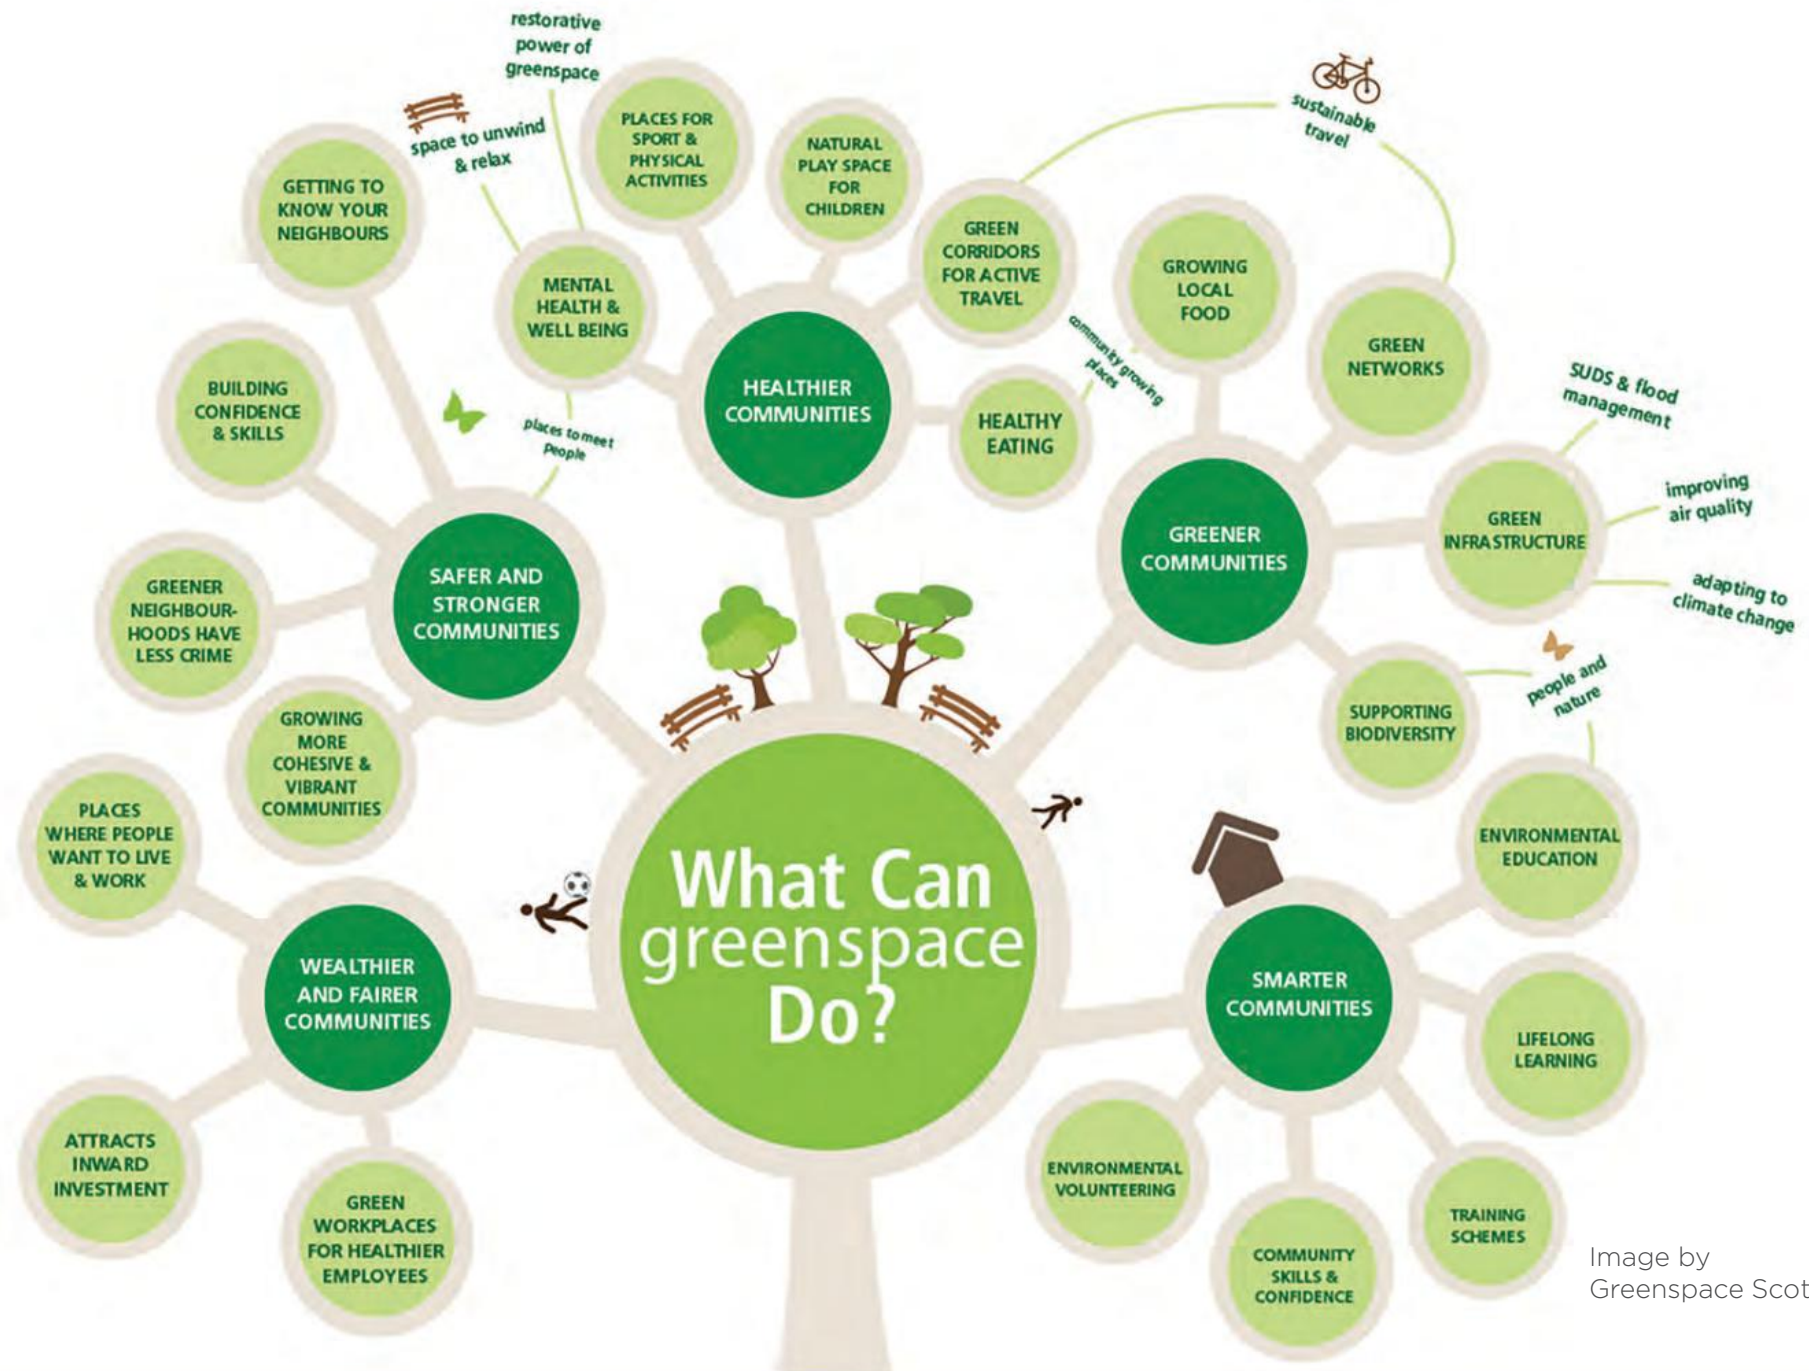 restorative
power of
greenspace
space to unwind
& relax
sustainable
travel
PLACES FOR
SPORT &
PHYSICAL
ACTIVITIES
NATURAL
PLAY SPACE
FOR
CHILDREN
GETTING TO
KNOW YOUR
NEIGHBOURS
MENTAL
HEALTH &
WELL BEING
GREEN
CORRIDORS
FOR ACTIVE
TRAVEL
GROWING
LOCAL
FOOD
GREEN
NETWORKS
community growing
places
HEALTHIER
COMMUNITIES
HEALTHY
EATING
BUILDING
CONFIDENCE
& SKILLS
places to meet
people
SUDS & flood
management
improving
air quality
adapting to
climate change
GREEN
INFRASTRUCTURE
GREENER
COMMUNITIES
SAFER AND
STRONGER
COMMUNITIES
GREENER
NEIGHBOUR-
HOODS HAVE
LESS CRIME
people and
nature
SUPPORTING
BIODIVERSITY
GROWING
MORE
COHESIVE &
VIBRANT
COMMUNITIES
PLACES
WHERE PEOPLE
WANT TO LIVE
& WORK
ENVIRONMENTAL
EDUCATION
What Can
greenspace
Do?
WEALTHIER
AND FAIRER
COMMUNITIES
SMARTER
COMMUNITIES
LIFELONG
LEARNING
ATTRACTS
INWARD
INVESTMENT
GREEN
WORKPLACES
FOR HEALTHIER
EMPLOYEES
ENVIRONMENTAL
VOLUNTEERING
COMMUNITY
SKILLS &
CONFIDENCE
TRAINING
SCHEMES
Image by
Greenspace Scot